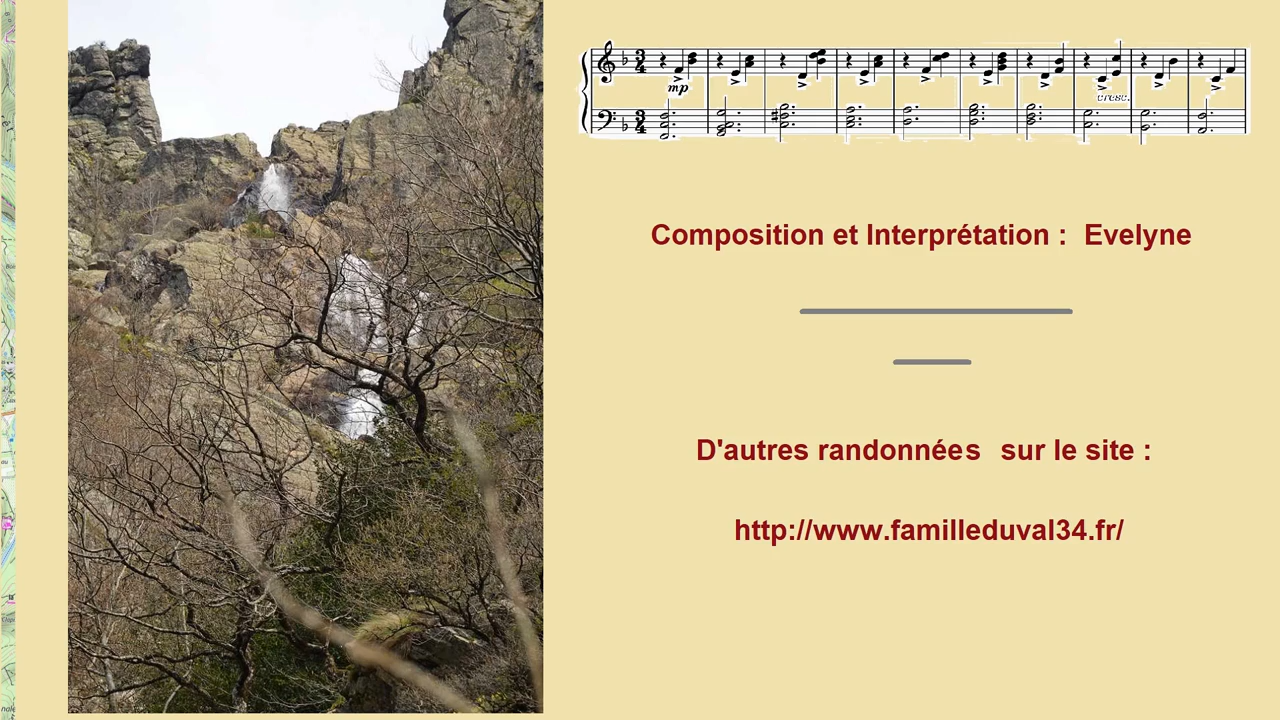 mp
cresc.
Composition et Interprétation : Evelyne
D'autres randonnées sur le site :
http://www.familleduval34.fr/